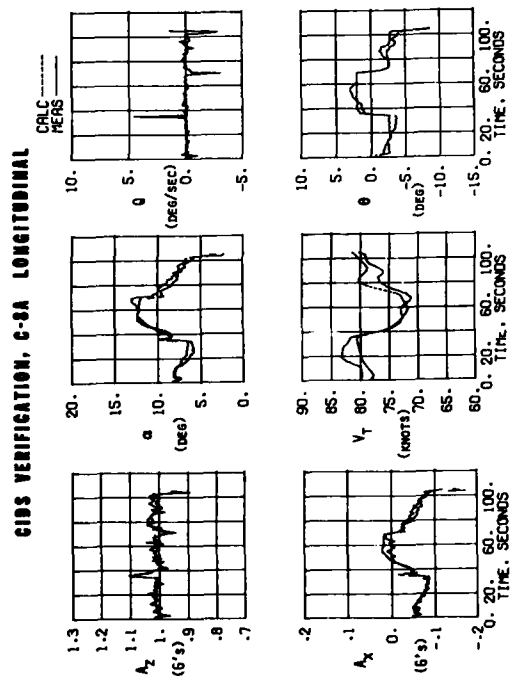 CIDS VERIFICATION, C-8A LONGITUDINAL
CALC -------
MEAS ———
1.3
1.2
1.1
1.
.9
.8
.7
A_Z
(G's)
20.
15.
10.
5.
0.
α
(DEG)
10.
5.
0.
-5.
Q
(DEG/SEC)
.2
.1
0.
-.1
-.2
A_X
(G's)
0. 20. 60. 100.
TIME, SECONDS
90.
85.
80.
75.
70.
65.
60.
V_T
(KNOTS)
0. 20. 60. 100.
TIME, SECONDS
10.
5.
0.
-5.
-10.
-15.
θ
(DEG)
0. 20. 60. 100.
TIME, SECONDS